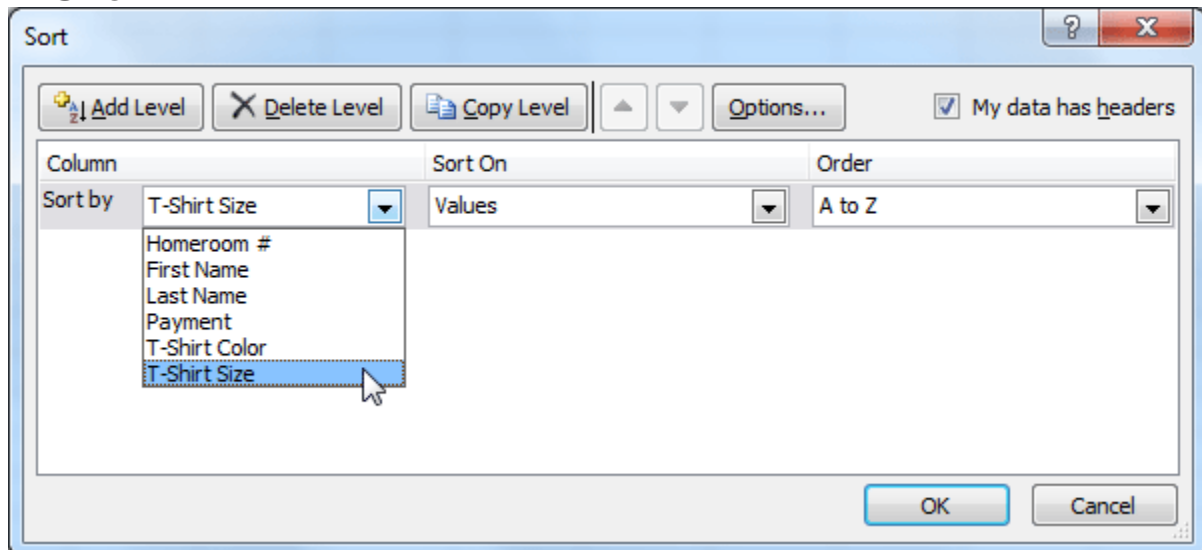 Sort
Add Level Delete Level Copy Level Options... My data has headers
Column Sort On Order
Sort by T-Shirt Size Values A to Z
Homeroom #
First Name
Last Name
Payment
T-Shirt Color
T-Shirt Size
OK Cancel